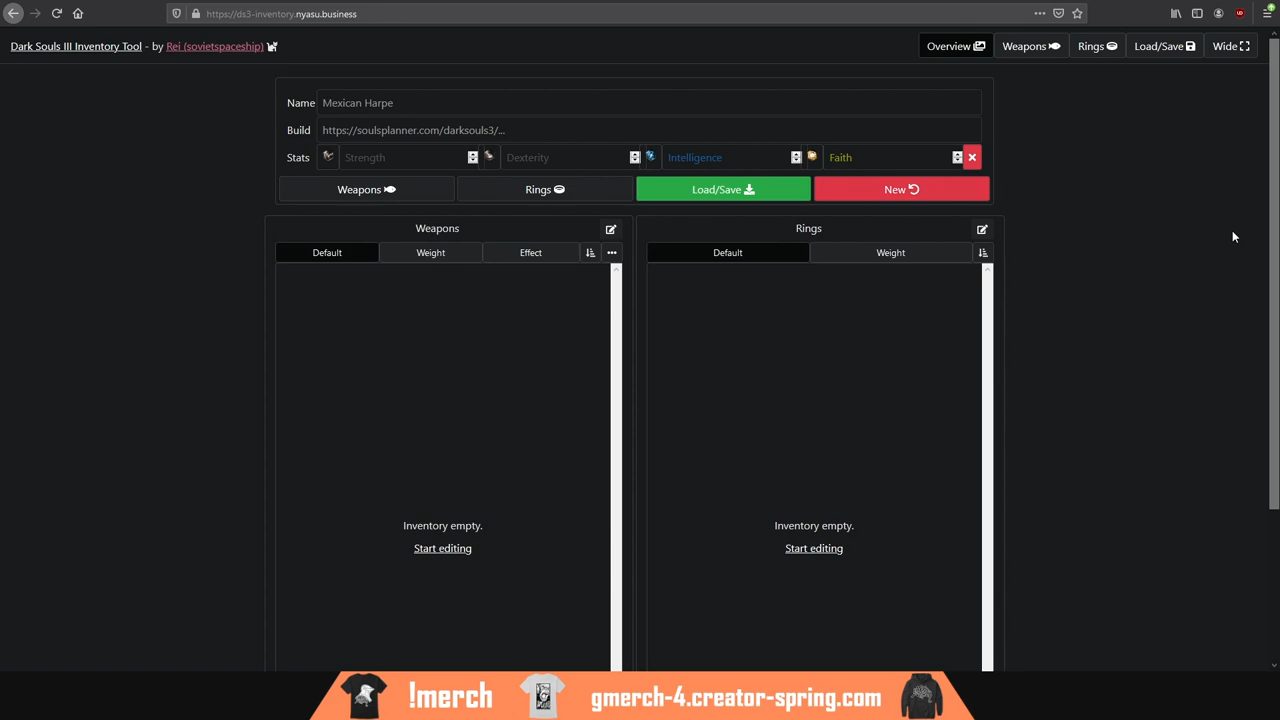 https://ds3-inventory.nyasu.business
Dark Souls III Inventory Tool - by Rei (sovietspaceship)
Overview
Weapons
Rings
Load/Save
Wide
Name Mexican Harpe
Build https://soulsplanner.com/darksouls3/...
Stats Strength Dexterity Intelligence Faith
Weapons Rings Load/Save New
Weapons
Default Weight Effect
Inventory empty.
Start editing
Rings
Default Weight
Inventory empty.
Start editing
!merch
gmerch-4.creator-spring.com